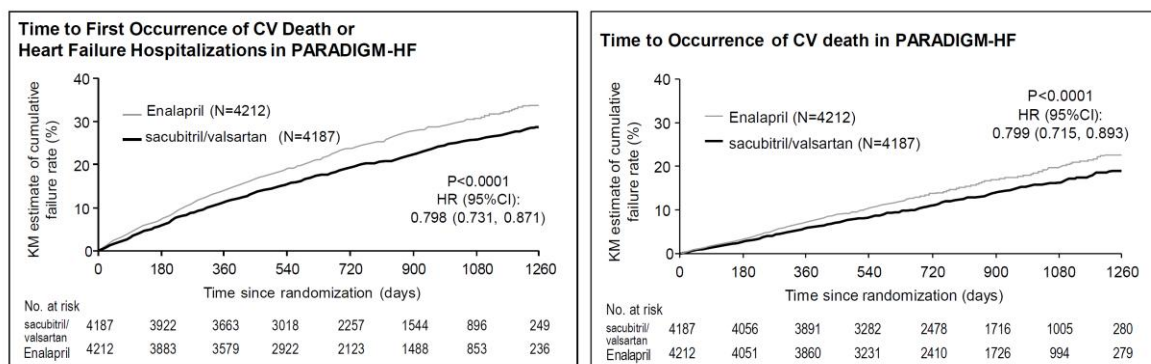 Time to First Occurrence of CV Death or
Heart Failure Hospitalizations in PARADIGM-HF
KM estimate of cumulative
failure rate (%)
40
30
20
10
0
Enalapril (N=4212)
sacubitril/valsartan (N=4187)
P<0.0001
HR (95%CI):
0.798 (0.731, 0.871)
0 180 360 540 720 900 1080 1260
Time since randomization (days)
No. at risk
sacubitril/
valsartan 4187 3922 3663 3018 2257 1544 896 249
Enalapril 4212 3883 3579 2922 2123 1488 853 236
Time to Occurrence of CV death in PARADIGM-HF
KM estimate of cumulative
failure rate (%)
40
30
20
10
0
Enalapril (N=4212)
sacubitril/valsartan (N=4187)
P<0.0001
HR (95%CI):
0.799 (0.715, 0.893)
0 180 360 540 720 900 1080 1260
Time since randomization (days)
No. at risk
sacubitril/
valsartan 4187 4056 3891 3282 2478 1716 1005 280
Enalapril 4212 4051 3860 3231 2410 1726 994 279